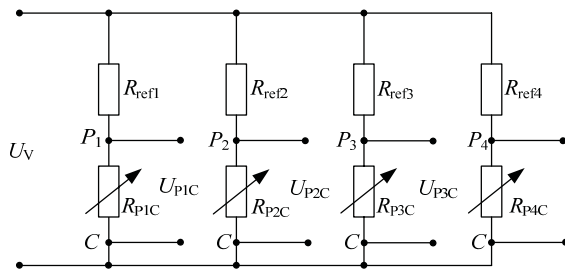 R_ref1 R_ref2 R_ref3 R_ref4
P_1 P_2 P_3 P_4
U_V U_P1C U_P2C U_P3C
R_P1C R_P2C R_P3C R_P4C
C C C C